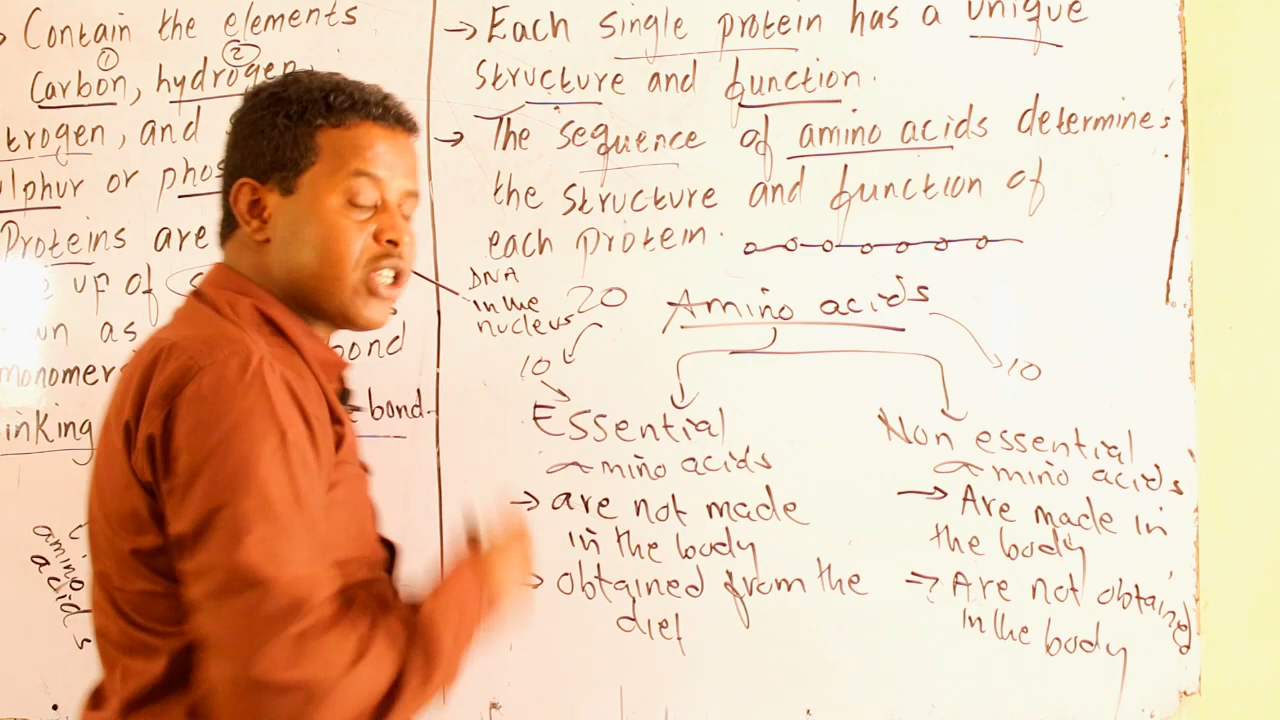 Contain the elements
① ②
Carbon, hydrogen,
trogen, and
lphur or phos
Proteins are
up of
wn as
bond
monomer
bond.
inking
amino
acids
→ Each single protein has a unique
structure and function.
→ The sequence of amino acids determines
the structure and function of
each protein.
DNA
in the
nucleus
20 Amino acids
10
10
Essential
amino acids
→ are not made
in the body
→ obtained from the
diet
Non essential
amino acids
→ Are made in
the body
→ Are not obtained
in the body